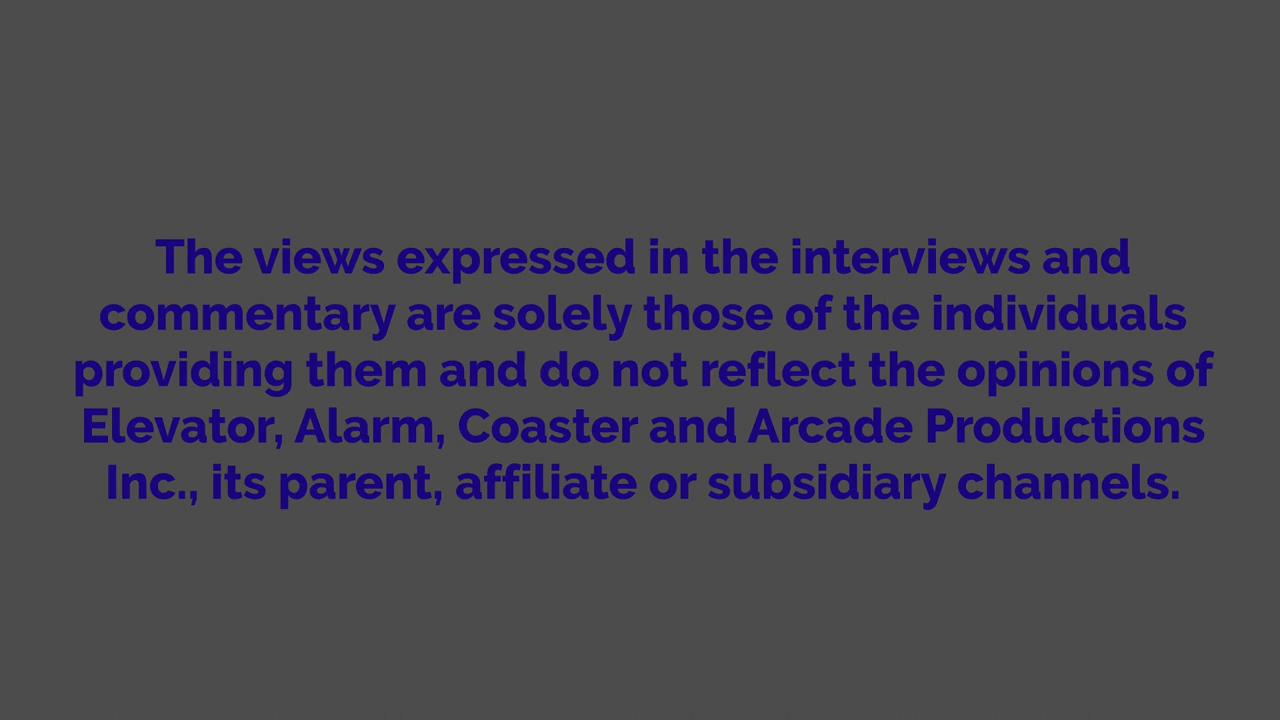 The views expressed in the interviews and
commentary are solely those of the individuals
providing them and do not reflect the opinions of
Elevator, Alarm, Coaster and Arcade Productions
Inc., its parent, affiliate or subsidiary channels.